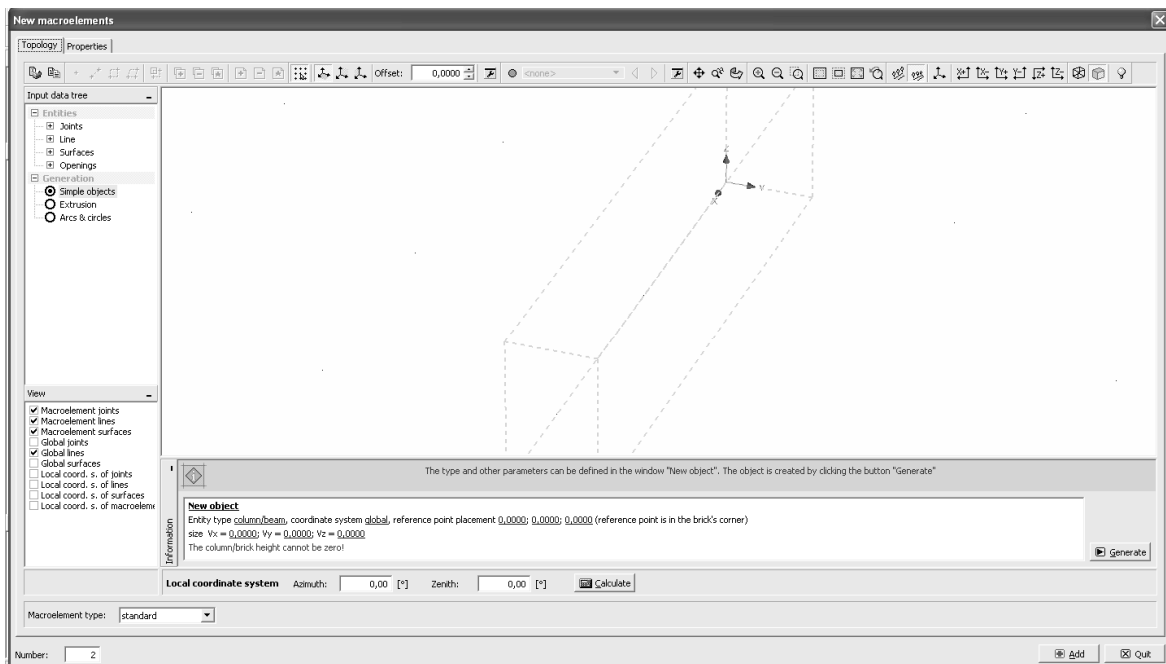 New macroelements
Topology Properties
Offset: 0,0000 <none>
Input data tree
Entities
Joints
Line
Surfaces
Openings
Generation
Simple objects
Extrusion
Arcs & circles
Z
Y
X
View
Macroelement joints
Macroelement lines
Macroelement surfaces
Global joints
Global lines
Global surfaces
Local coord. s. of joints
Local coord. s. of lines
Local coord. s. of surfaces
Local coord. s. of macroeleme
Information
The type and other parameters can be defined in the window "New object". The object is created by clicking the button "Generate"
New object
Entity type column/beam, coordinate system global, reference point placement 0,0000; 0,0000; 0,0000 (reference point is in the brick's corner)
size Vx = 0,0000; Vy = 0,0000; Vz = 0,0000
The column/brick height cannot be zero!
Generate
Local coordinate system Azimuth: 0,00 [°] Zenith: 0,00 [°] Calculate
Macroelement type: standard
Number: 2 Add Quit